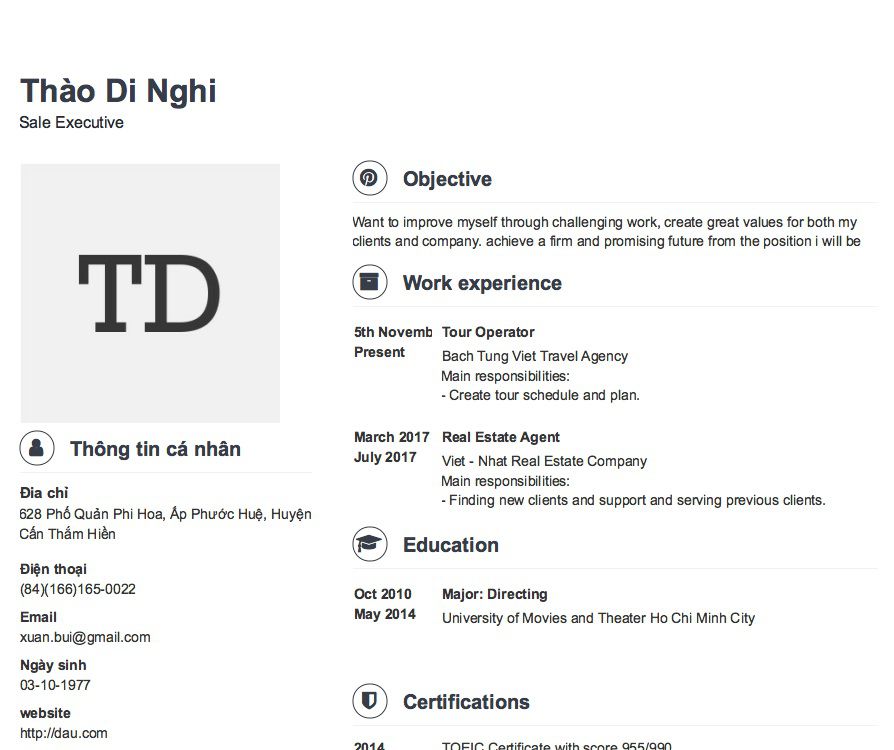 Thào Di Nghi
Sale Executive
TD
Thông tin cá nhân
Đia chỉ
628 Phố Quản Phi Hoa, Ấp Phước Huệ, Huyện
Cấn Thắm Hiền
Điện thoại
(84)(166)165-0022
Email
xuan.bui@gmail.com
Ngày sinh
03-10-1977
website
http://dau.com
Objective
Want to improve myself through challenging work, create great values for both my
clients and company. achieve a firm and promising future from the position i will be
Work experience
5th Novemb Tour Operator
Present
Bach Tung Viet Travel Agency
Main responsibilities:
- Create tour schedule and plan.
March 2017 Real Estate Agent
July 2017
Viet - Nhat Real Estate Company
Main responsibilities:
- Finding new clients and support and serving previous clients.
Education
Oct 2010 Major: Directing
May 2014
University of Movies and Theater Ho Chi Minh City
Certifications
2014 TOEIC Certificate with score 955/990